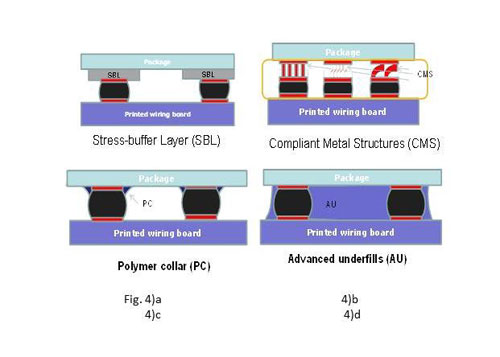 Package
SBL
SBL
Printed wiring board
Stress-buffer Layer (SBL)
Package
CMS
Printed wiring board
Compliant Metal Structures (CMS)
Package
PC
Printed wiring board
Polymer collar (PC)
Package
AU
Printed wiring board
Advanced underfills (AU)
Fig. 4)a 4)b
4)c 4)d